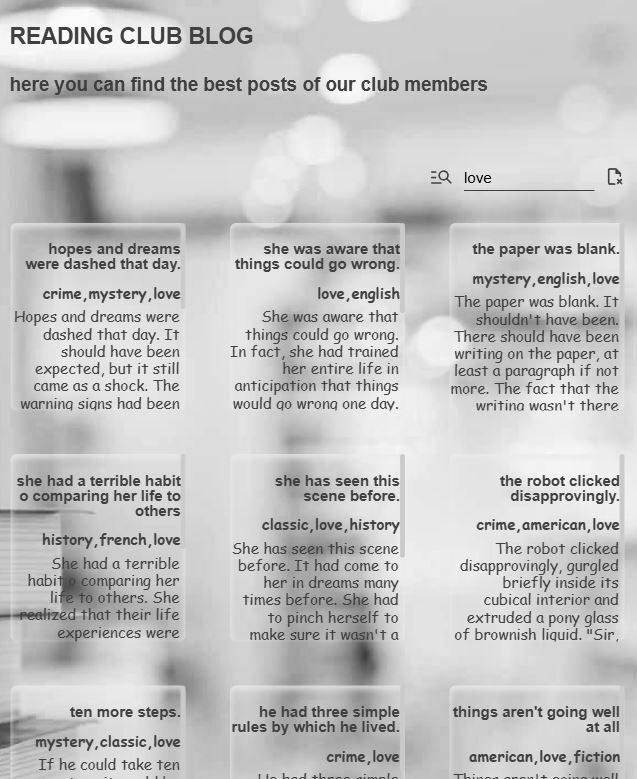 READING CLUB BLOG
here you can find the best posts of our club members
love
hopes and dreams
were dashed that day.
crime,mystery,love
Hopes and dreams were
dashed that day. It
should have been
expected, but it still
came as a shock. The
warning signs had been
she was aware that
things could go wrong.
love,english
She was aware that
things could go wrong.
In fact, she had trained
her entire life in
anticipation that things
would go wrong one day.
the paper was blank.
mystery,english,love
The paper was blank. It
shouldn't have been.
There should have been
writing on the paper, at
least a paragraph if not
more. The fact that the
writing wasn't there
she had a terrible habit
o comparing her life to
others
history,french,love
She had a terrible
habit o comparing her
life to others. She
realized that their life
experiences were
she has seen this
scene before.
classic,love,history
She has seen this scene
before. It had come to
her in dreams many
times before. She had
to pinch herself to
make sure it wasn't a
the robot clicked
disapprovingly.
crime,american,love
The robot clicked
disapprovingly, gurgled
briefly inside its
cubical interior and
extruded a pony glass
of brownish liquid. "Sir,
ten more steps.
mystery,classic,love
If he could take ten
he had three simple
rules by which he lived.
crime,love
He had three simple
things aren't going well
at all
american,love,fiction
Things aren't going well